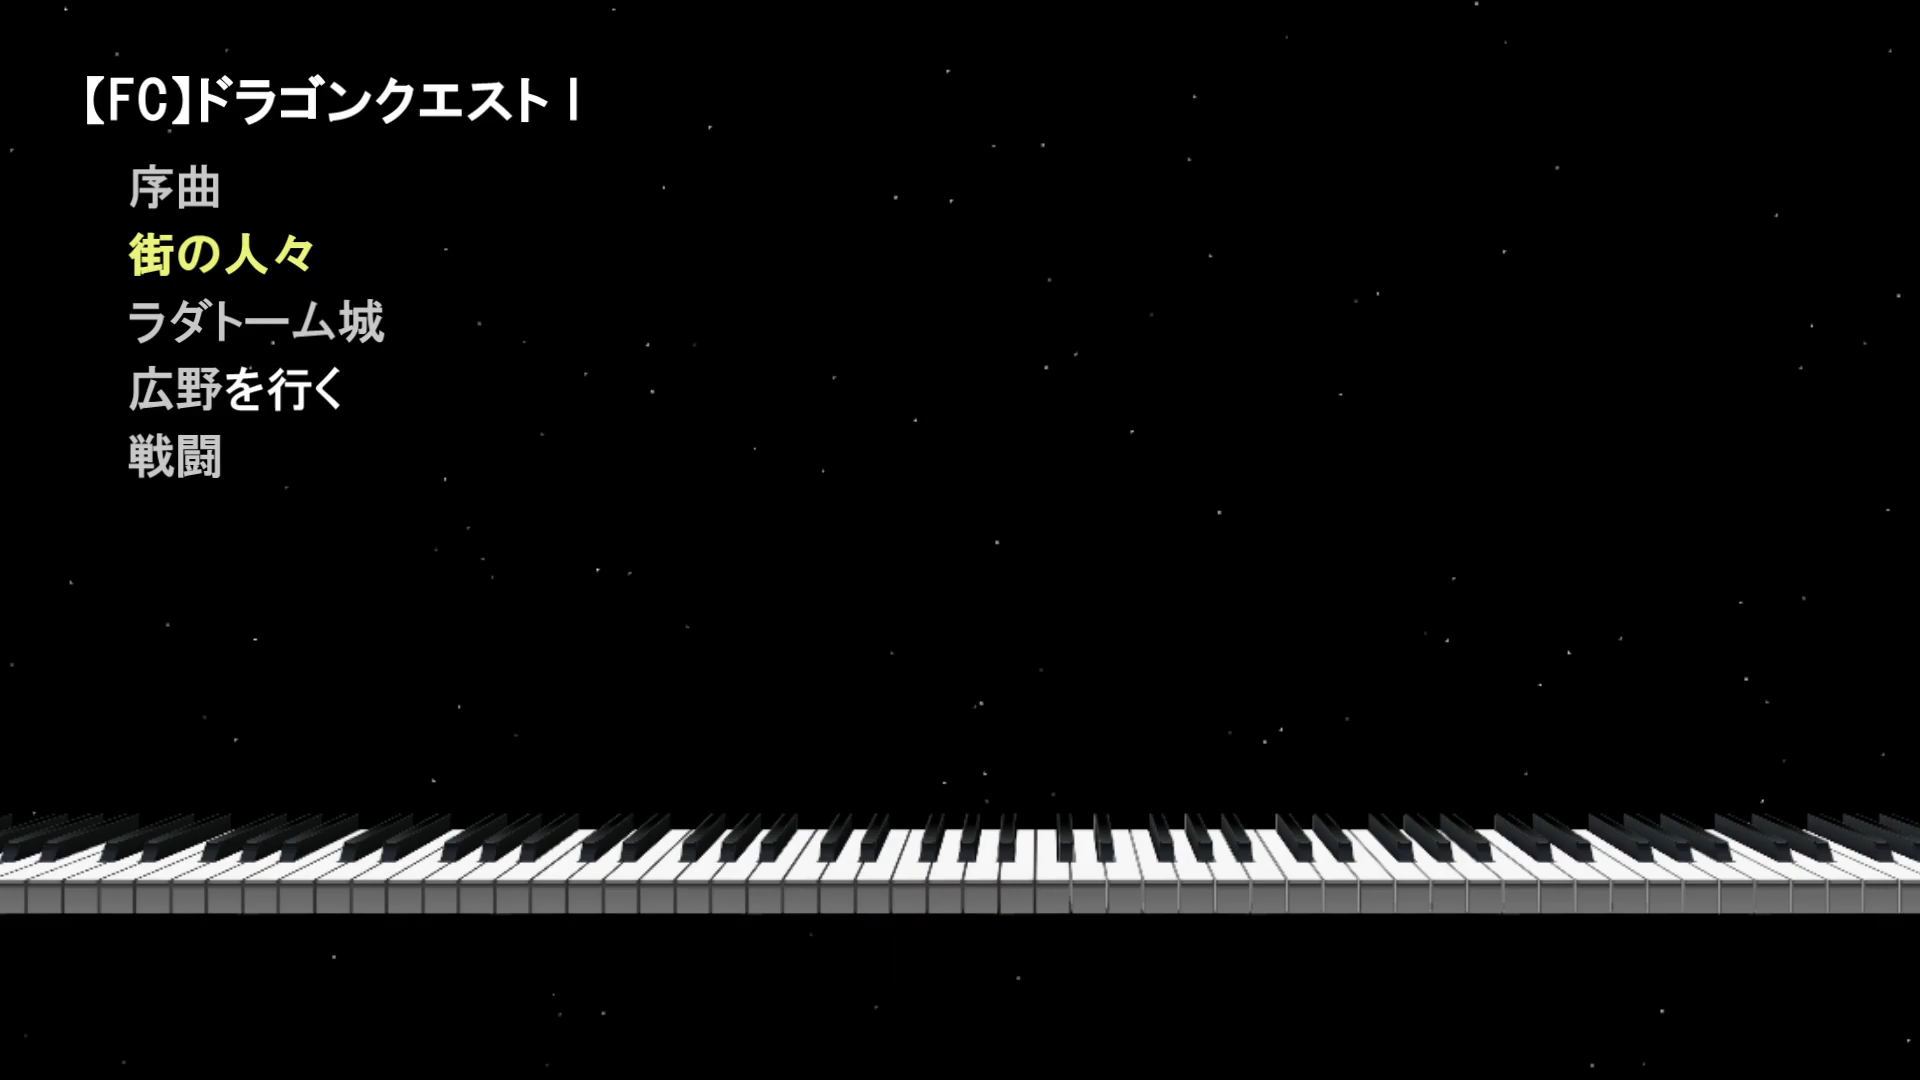 【FC】ドラゴンクエストⅠ
序曲
街の人々
ラダトーム城
広野を行く
戦闘